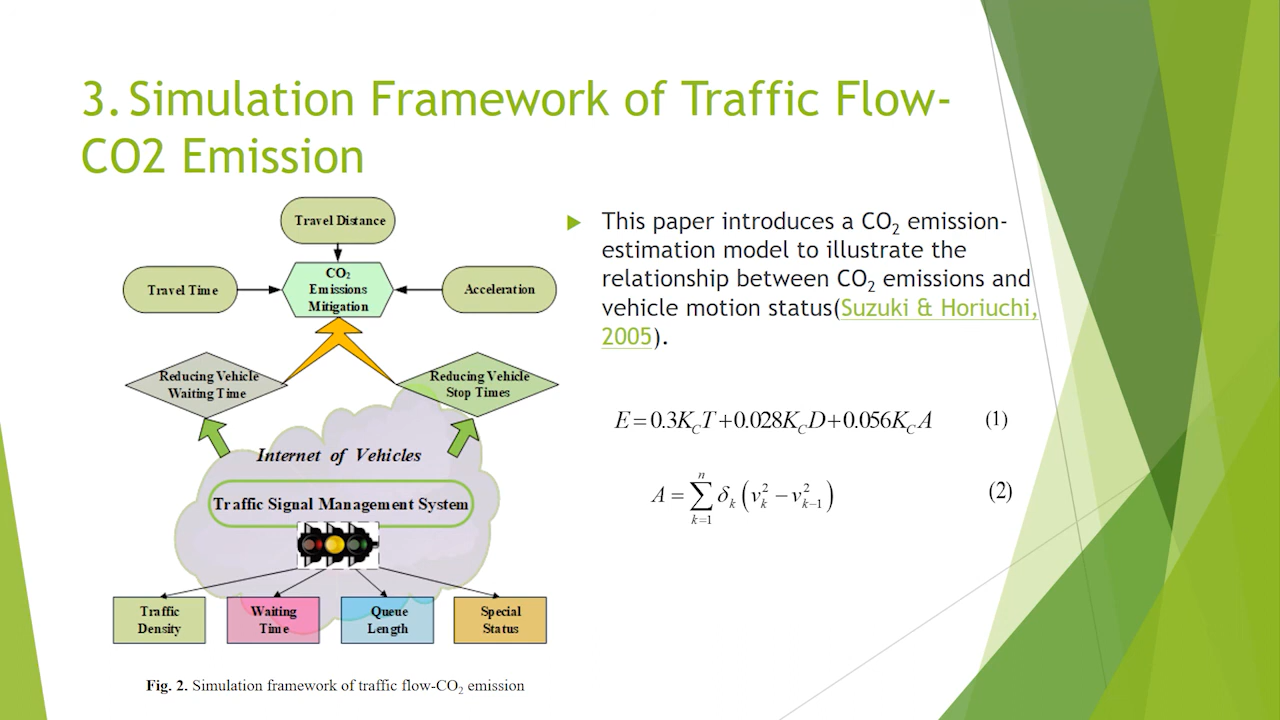 3. Simulation Framework of Traffic Flow-
CO2 Emission
Travel Distance
Travel Time
CO₂
Emissions
Mitigation
Acceleration
Reducing Vehicle
Waiting Time
Reducing Vehicle
Stop Times
Internet of Vehicles
Traffic Signal Management System
Traffic
Density
Waiting
Time
Queue
Length
Special
Status
Fig. 2. Simulation framework of traffic flow-CO₂ emission
This paper introduces a CO₂ emission-
estimation model to illustrate the
relationship between CO₂ emissions and
vehicle motion status(Suzuki & Horiuchi,
2005).
E = 0.3K_C T + 0.028K_C D + 0.056K_C A (1)
A = ∑_{k=1}^{n} δ_k (v_k^2 − v_{k−1}^2) (2)